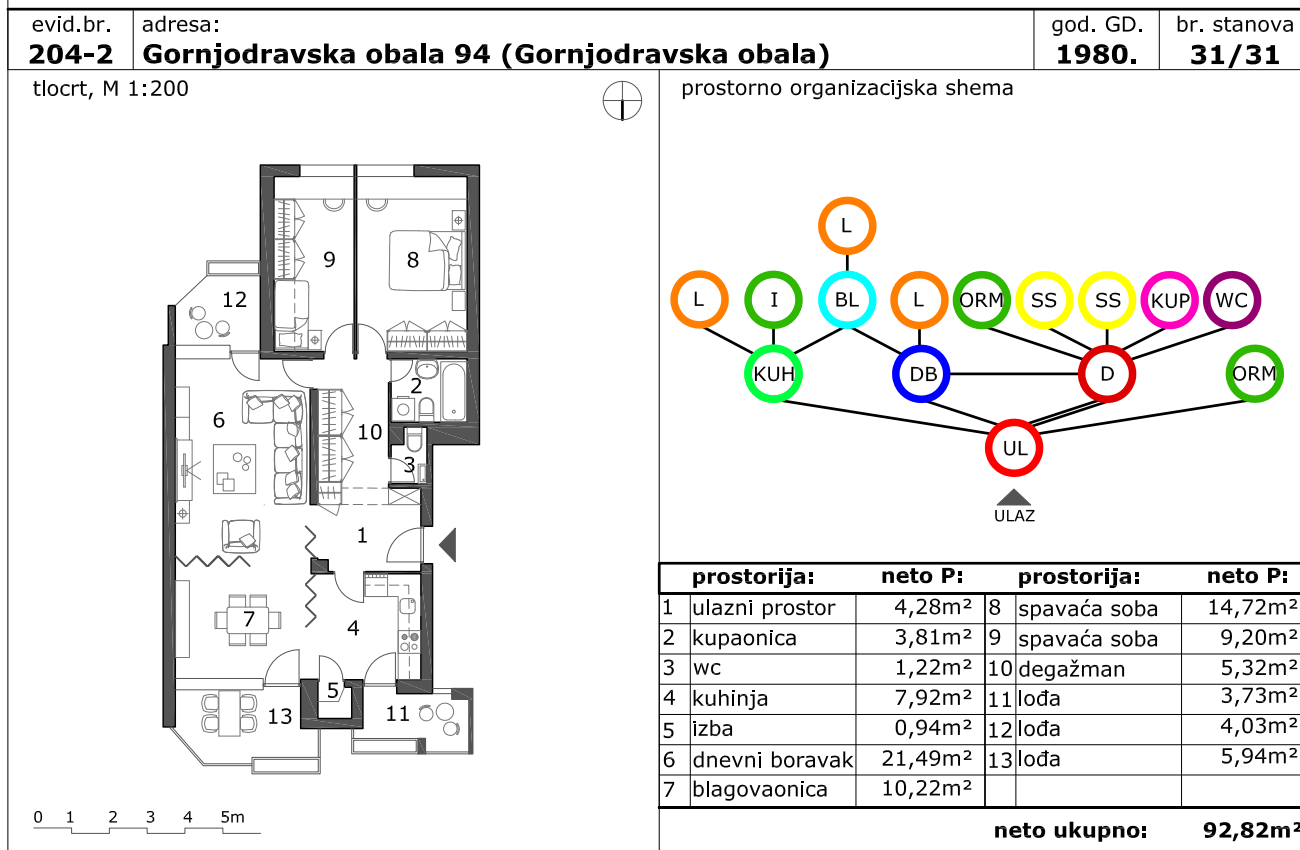 evid.br.
204-2
adresa:
Gornjodravska obala 94 (Gornjodravska obala)
god. GD.
1980.
br. stanova
31/31
tlocrt, M 1:200
9
8
12
2
6
10
3
1
7
4
5
13
11
0 1 2 3 4 5m
prostorno organizacijska shema
L
L I BL L ORM SS SS KUP WC
KUH DB D ORM
UL
ULAZ
prostorija: neto P: prostorija: neto P:
1 ulazni prostor 4,28m² 8 spavaća soba 14,72m²
2 kupaonica 3,81m² 9 spavaća soba 9,20m²
3 wc 1,22m² 10 degažman 5,32m²
4 kuhinja 7,92m² 11 lođa 3,73m²
5 izba 0,94m² 12 lođa 4,03m²
6 dnevni boravak 21,49m² 13 lođa 5,94m²
7 blagovaonica 10,22m²
neto ukupno: 92,82m²